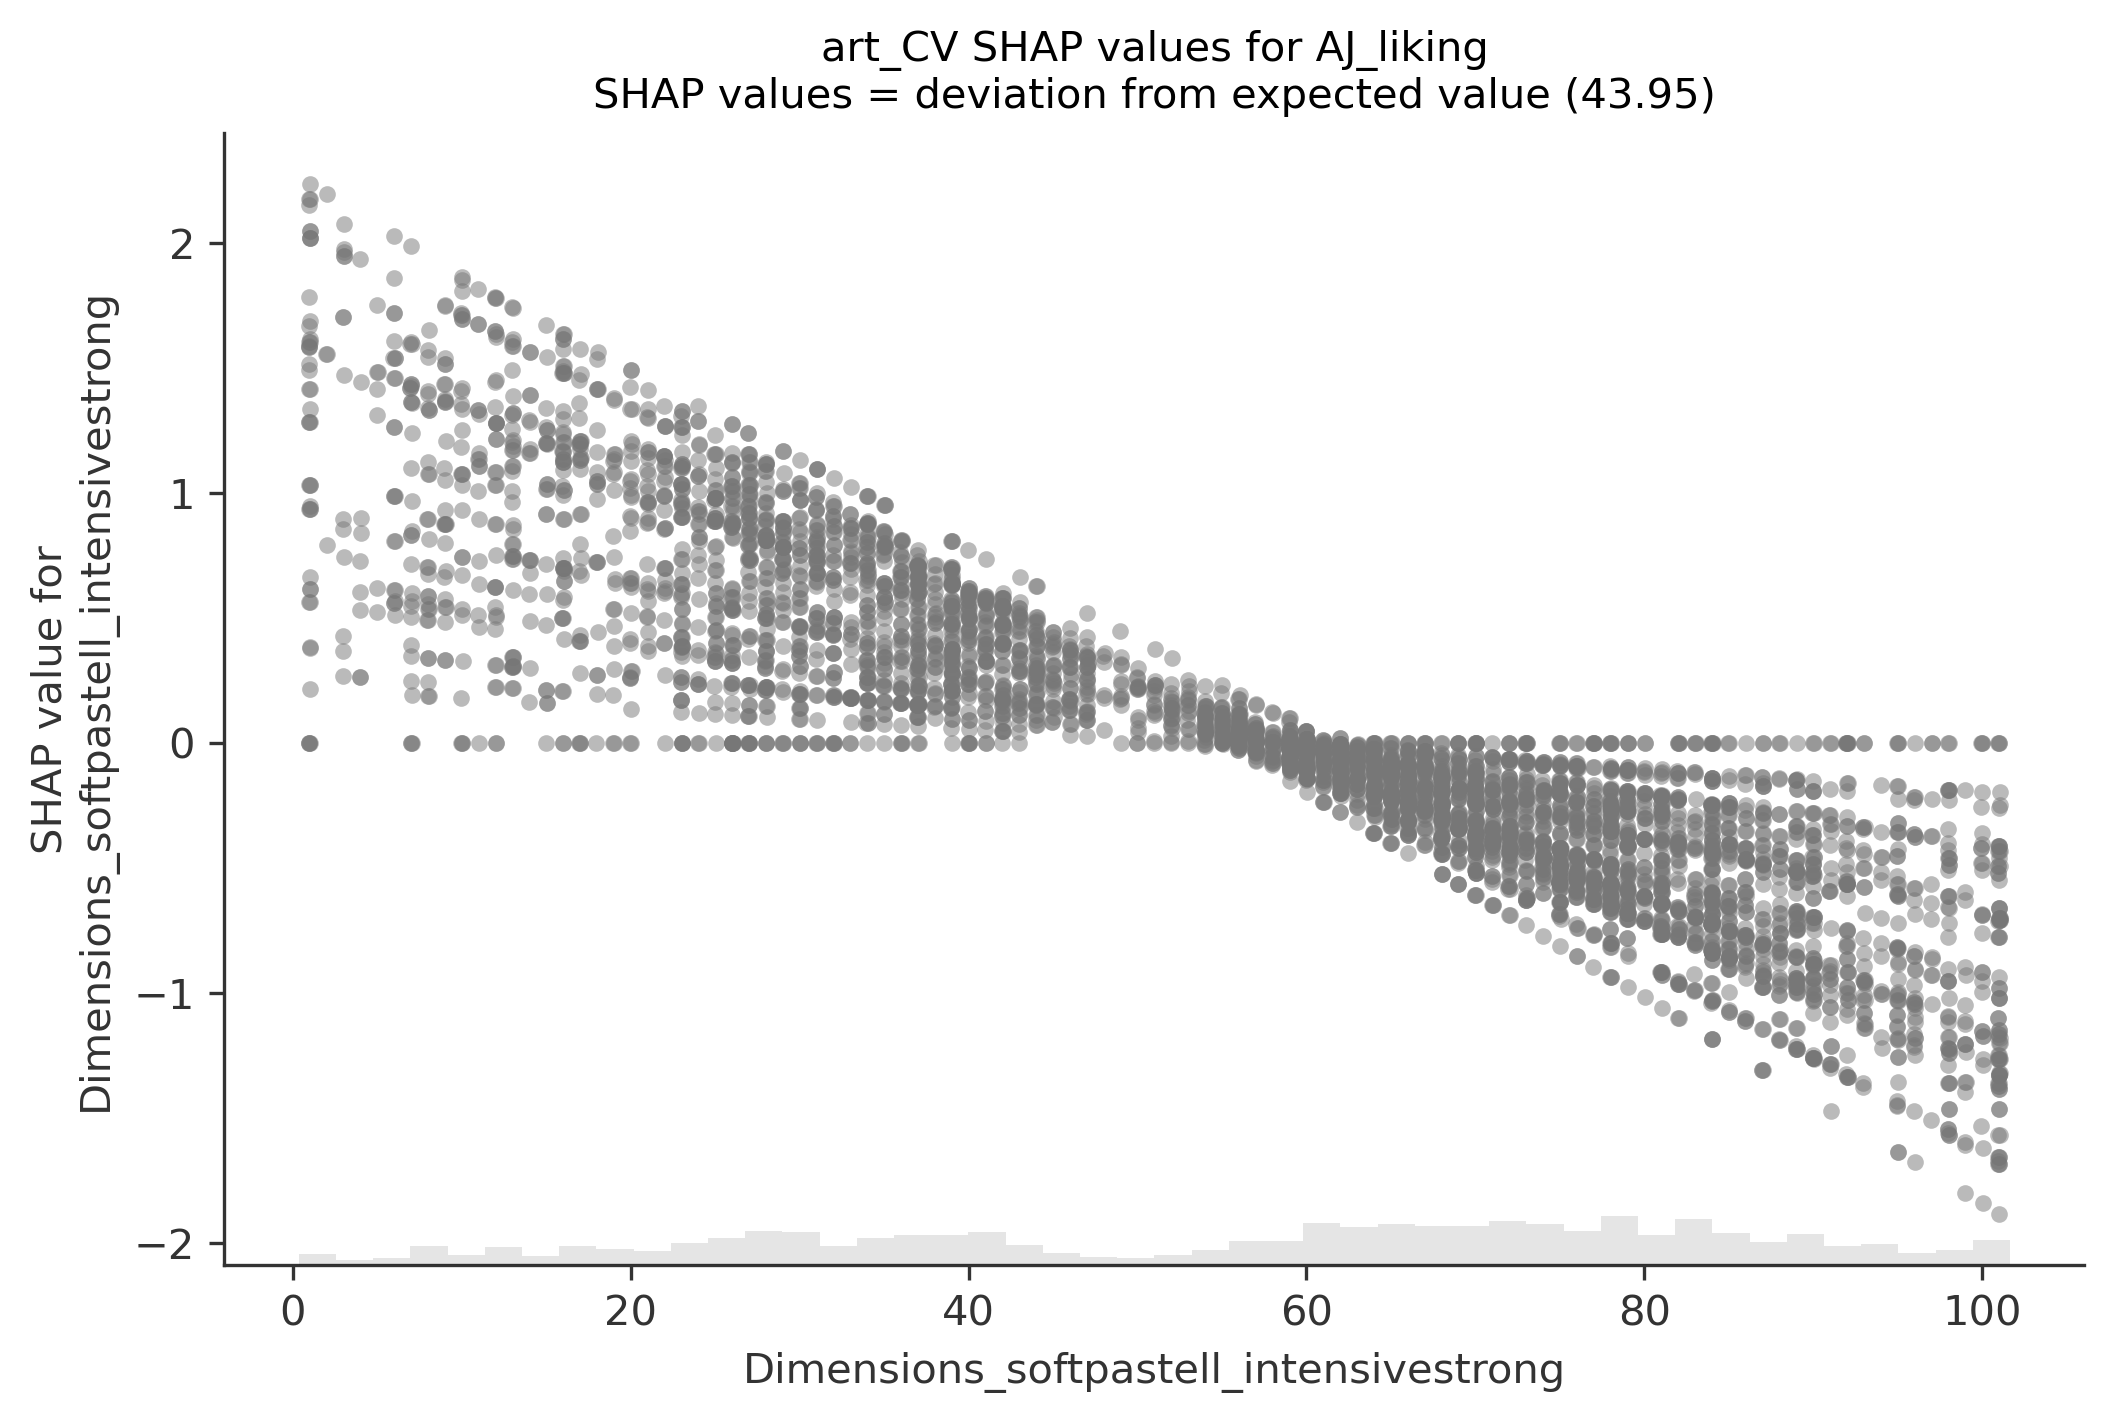 art_CV SHAP values for AJ_liking
SHAP values = deviation from expected value (43.95)
SHAP value for
Dimensions_softpastell_intensivestrong
2
1
0
−1
−2
0
20
40
60
80
100
Dimensions_softpastell_intensivestrong